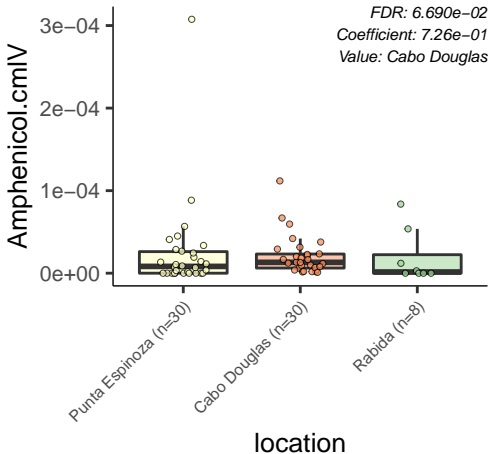 FDR: 6.690e−02
Coefficient: 7.26e−01
Value: Cabo Douglas
Amphenicol.cmlV
3e−04
2e−04
1e−04
0e+00
Punta Espinoza (n=30)
Cabo Douglas (n=30)
Rabida (n=8)
location